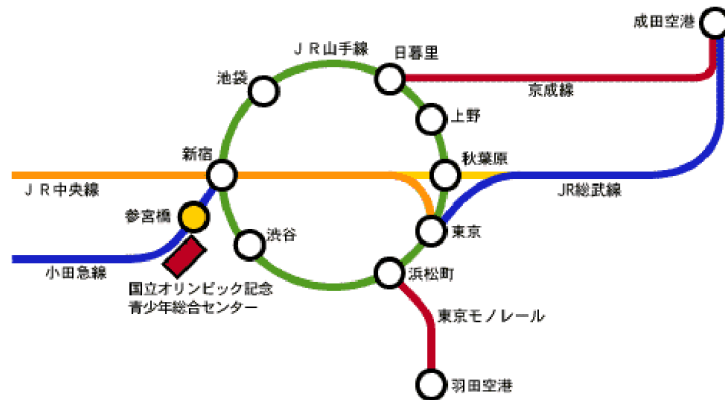 成田空港
ＪＲ山手線
日暮里
池袋
京成線
上野
新宿
秋葉原
ＪＲ中央線
JR総武線
参宮橋
渋谷
東京
小田急線
浜松町
国立オリンピック記念
青少年総合センター
東京モノレール
羽田空港